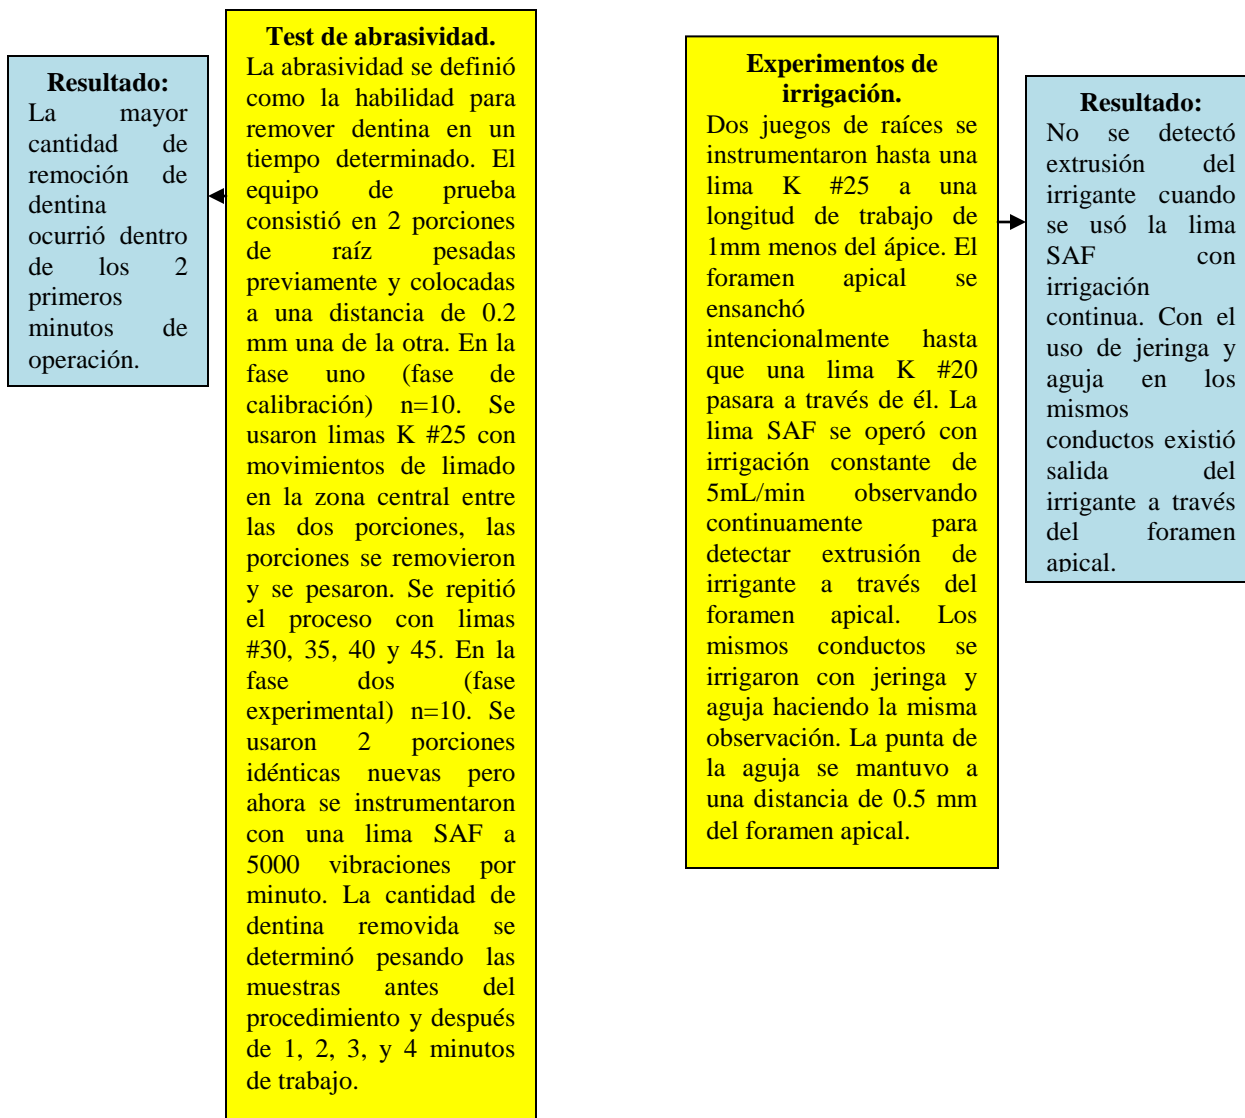 Resultado:
La mayor
cantidad de
remoción de
dentina
ocurrió dentro
de los 2
primeros
minutos de
operación.
Test de abrasividad.
La abrasividad se definió
como la habilidad para
remover dentina en un
tiempo determinado. El
equipo de prueba
consistió en 2 porciones
de raíz pesadas
previamente y colocadas
a una distancia de 0.2
mm una de la otra. En la
fase uno (fase de
calibración) n=10. Se
usaron limas K #25 con
movimientos de limado
en la zona central entre
las dos porciones, las
porciones se removieron
y se pesaron. Se repitió
el proceso con limas
#30, 35, 40 y 45. En la
fase dos (fase
experimental) n=10. Se
usaron 2 porciones
idénticas nuevas pero
ahora se instrumentaron
con una lima SAF a
5000 vibraciones por
minuto. La cantidad de
dentina removida se
determinó pesando las
muestras antes del
procedimiento y después
de 1, 2, 3, y 4 minutos
de trabajo.
Experimentos de
irrigación.
Dos juegos de raíces se
instrumentaron hasta una
lima K #25 a una
longitud de trabajo de
1mm menos del ápice. El
foramen apical se
ensanchó
intencionalmente hasta
que una lima K #20
pasara a través de él. La
lima SAF se operó con
irrigación constante de
5mL/min observando
continuamente para
detectar extrusión de
irrigante a través del
foramen apical. Los
mismos conductos se
irrigaron con jeringa y
aguja haciendo la misma
observación. La punta de
la aguja se mantuvo a
una distancia de 0.5 mm
del foramen apical.
Resultado:
No se detectó
extrusión del
irrigante cuando
se usó la lima
SAF con
irrigación
continua. Con el
uso de jeringa y
aguja en los
mismos
conductos existió
salida del
irrigante a través
del foramen
apical.